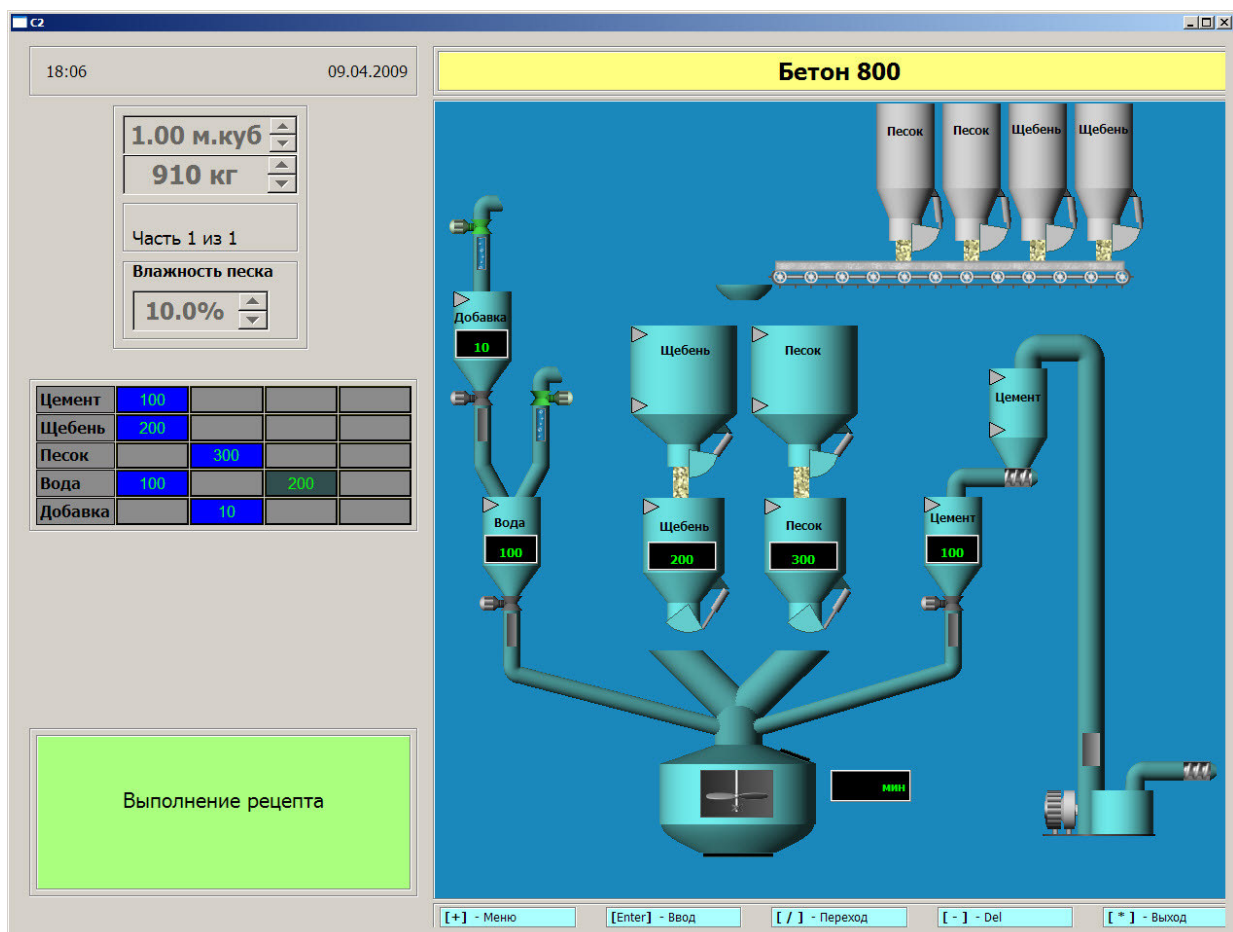 C2
18:06 09.04.2009
Бетон 800
1.00 м.куб
910 кг
Часть 1 из 1
Влажность песка
10.0%
Цемент 100
Щебень 200
Песок 300
Вода 100 200
Добавка 10
Выполнение рецепта
Песок Песок Щебень Щебень
Добавка
10
Щебень Песок
Цемент
Вода
100
Щебень
200
Песок
300
Цемент
100
мин
[+] - Меню [Enter] - Ввод [ / ] - Переход [ - ] - Del [ * ] - Выход